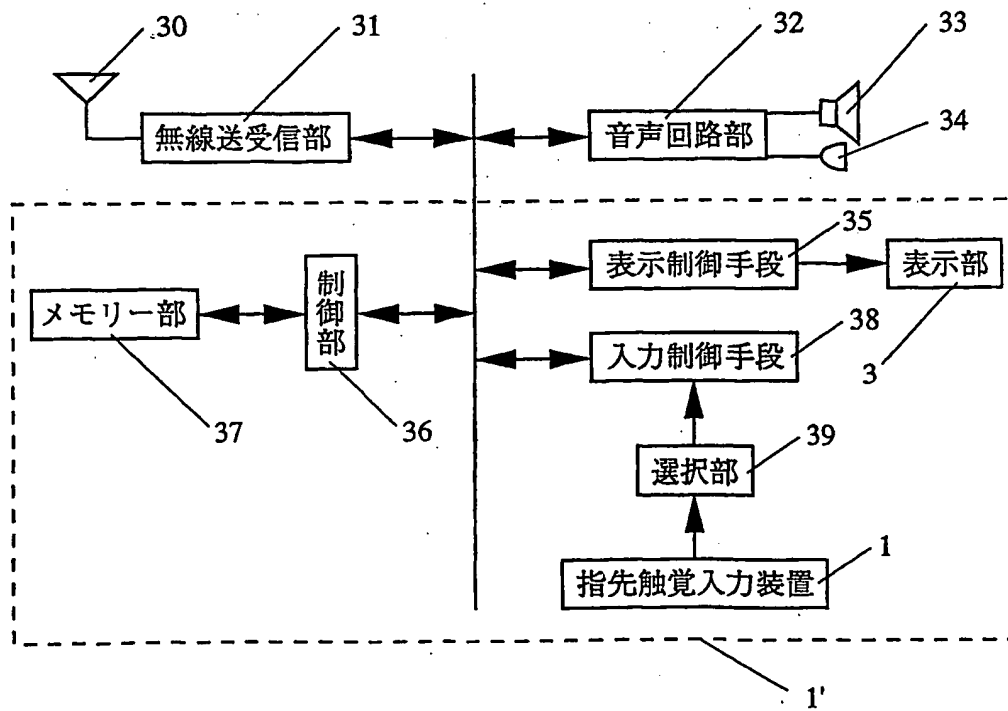 30
31
32
33
無線送受信部
音声回路部
34
35
表示制御手段
表示部
制御部
メモリー部
38
入力制御手段
3
37
36
39
選択部
1
指先触覚入力装置
1'